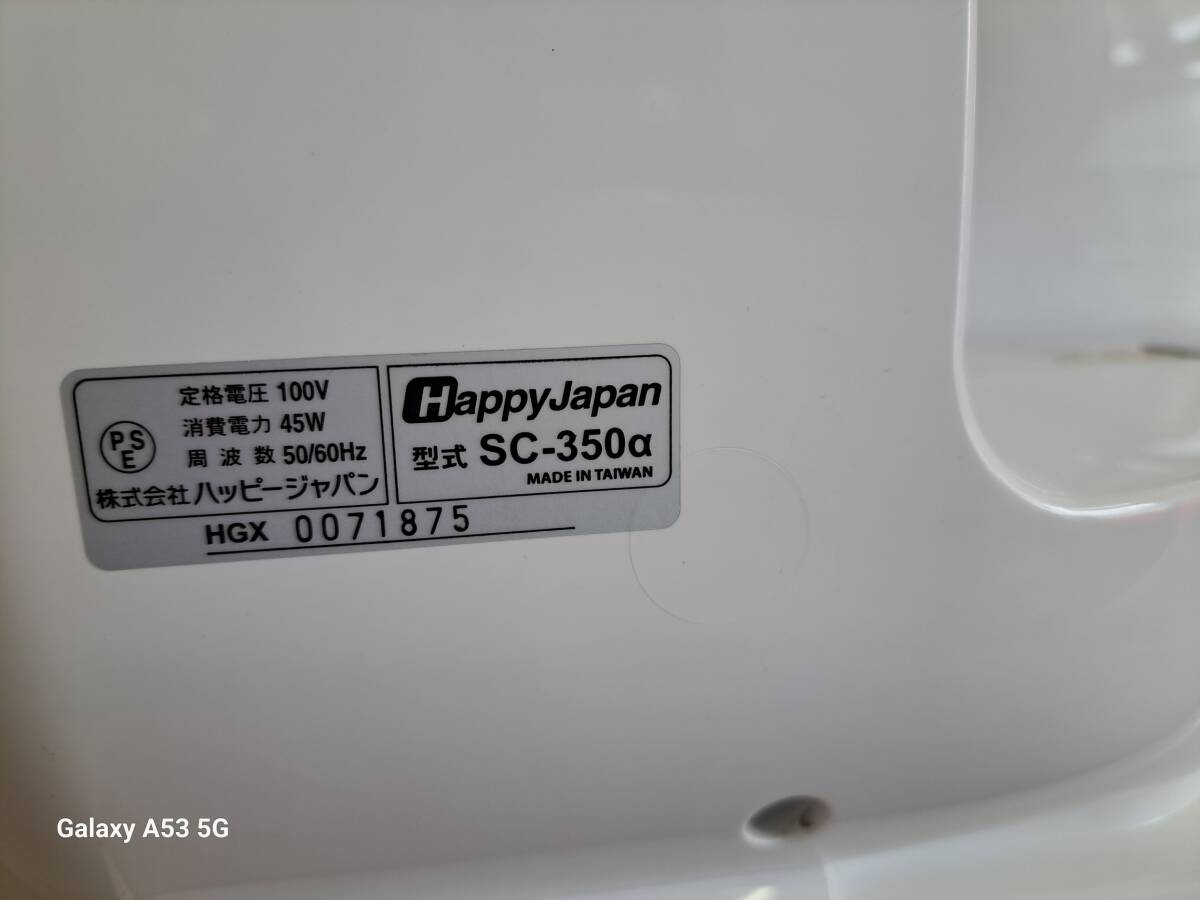 定格電圧 100V
消費電力 45W
周波数 50/60Hz
PSE
株式会社ハッピージャパン
HappyJapan
型式 SC-350α
MADE IN TAIWAN
HGX 0071875
Galaxy A53 5G